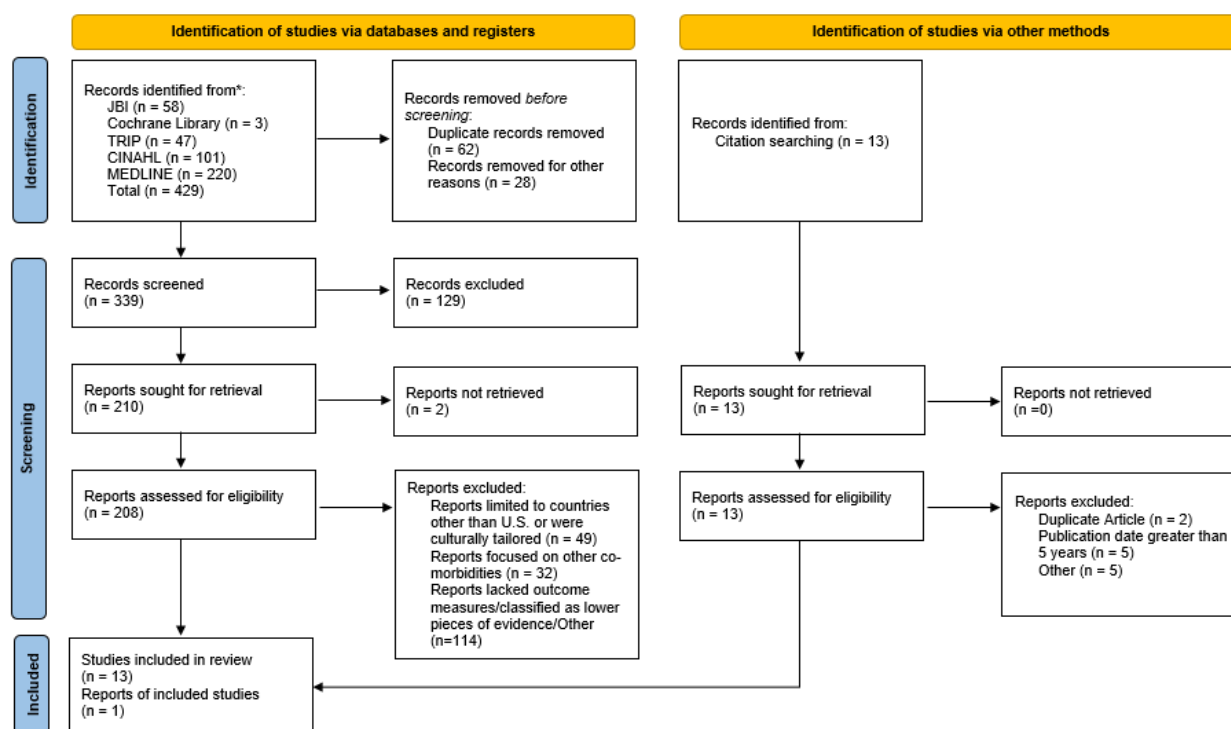 Identification of studies via databases and registers
Identification of studies via other methods
Identification
Records identified from*:
JBI (n = 58)
Cochrane Library (n = 3)
TRIP (n = 47)
CINAHL (n = 101)
MEDLINE (n = 220)
Total (n = 429)
Records removed before
screening:
Duplicate records removed
(n = 62)
Records removed for other
reasons (n = 28)
Records identified from:
Citation searching (n = 13)
Screening
Records screened
(n = 339)
Records excluded
(n = 129)
Reports sought for retrieval
(n = 210)
Reports not retrieved
(n = 2)
Reports sought for retrieval
(n = 13)
Reports not retrieved
(n =0)
Reports assessed for eligibility
(n = 208)
Reports excluded:
Reports limited to countries
other than U.S. or were
culturally tailored (n = 49)
Reports focused on other co-
morbidities (n = 32)
Reports lacked outcome
measures/classified as lower
pieces of evidence/Other
(n=114)
Reports assessed for eligibility
(n = 13)
Reports excluded:
Duplicate Article (n = 2)
Publication date greater than
5 years (n = 5)
Other (n = 5)
Included
Studies included in review
(n = 13)
Reports of included studies
(n = 1)